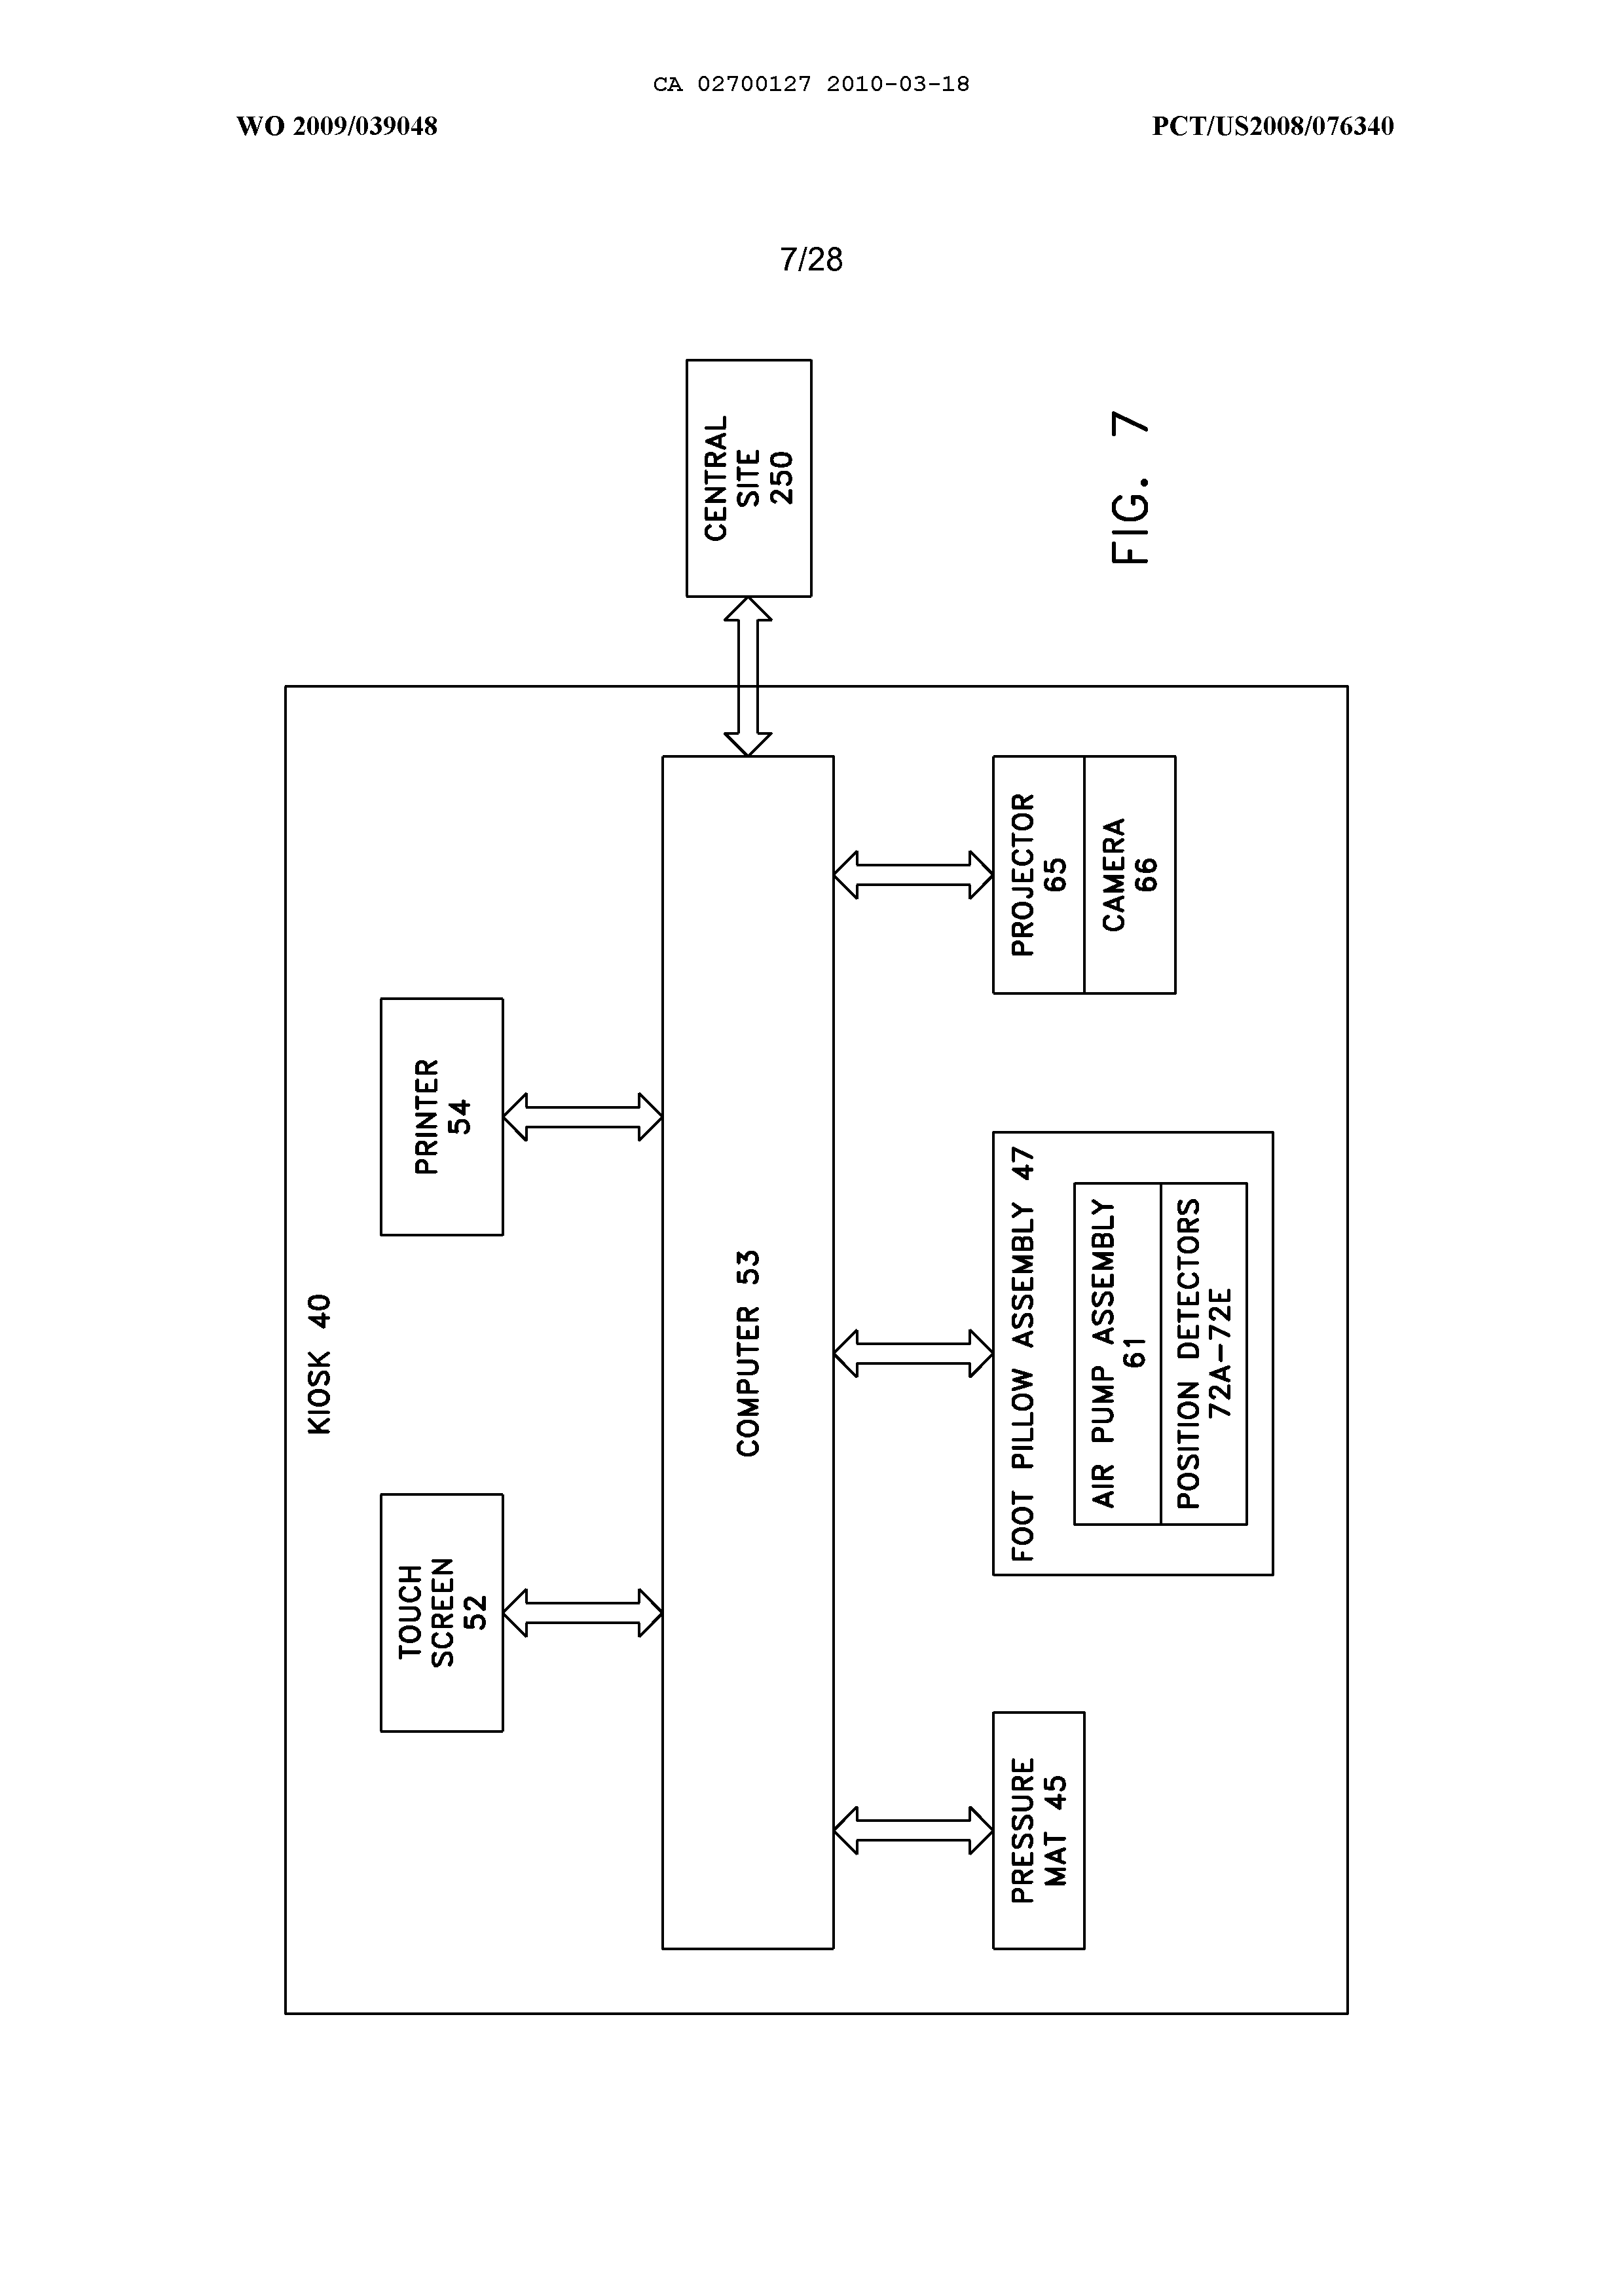 CA 02700127 2010-03-18
WO 2009/039048
PCT/US2008/076340
7/28
KIOSK 40
TOUCH
SCREEN
52
PRINTER
54
COMPUTER 53
CENTRAL
SITE
250
PRESSURE
MAT 45
FOOT PILLOW ASSEMBLY 47
AIR PUMP ASSEMBLY
61
POSITION DETECTORS
72A-72E
PROJECTOR
65
CAMERA
66
FIG. 7